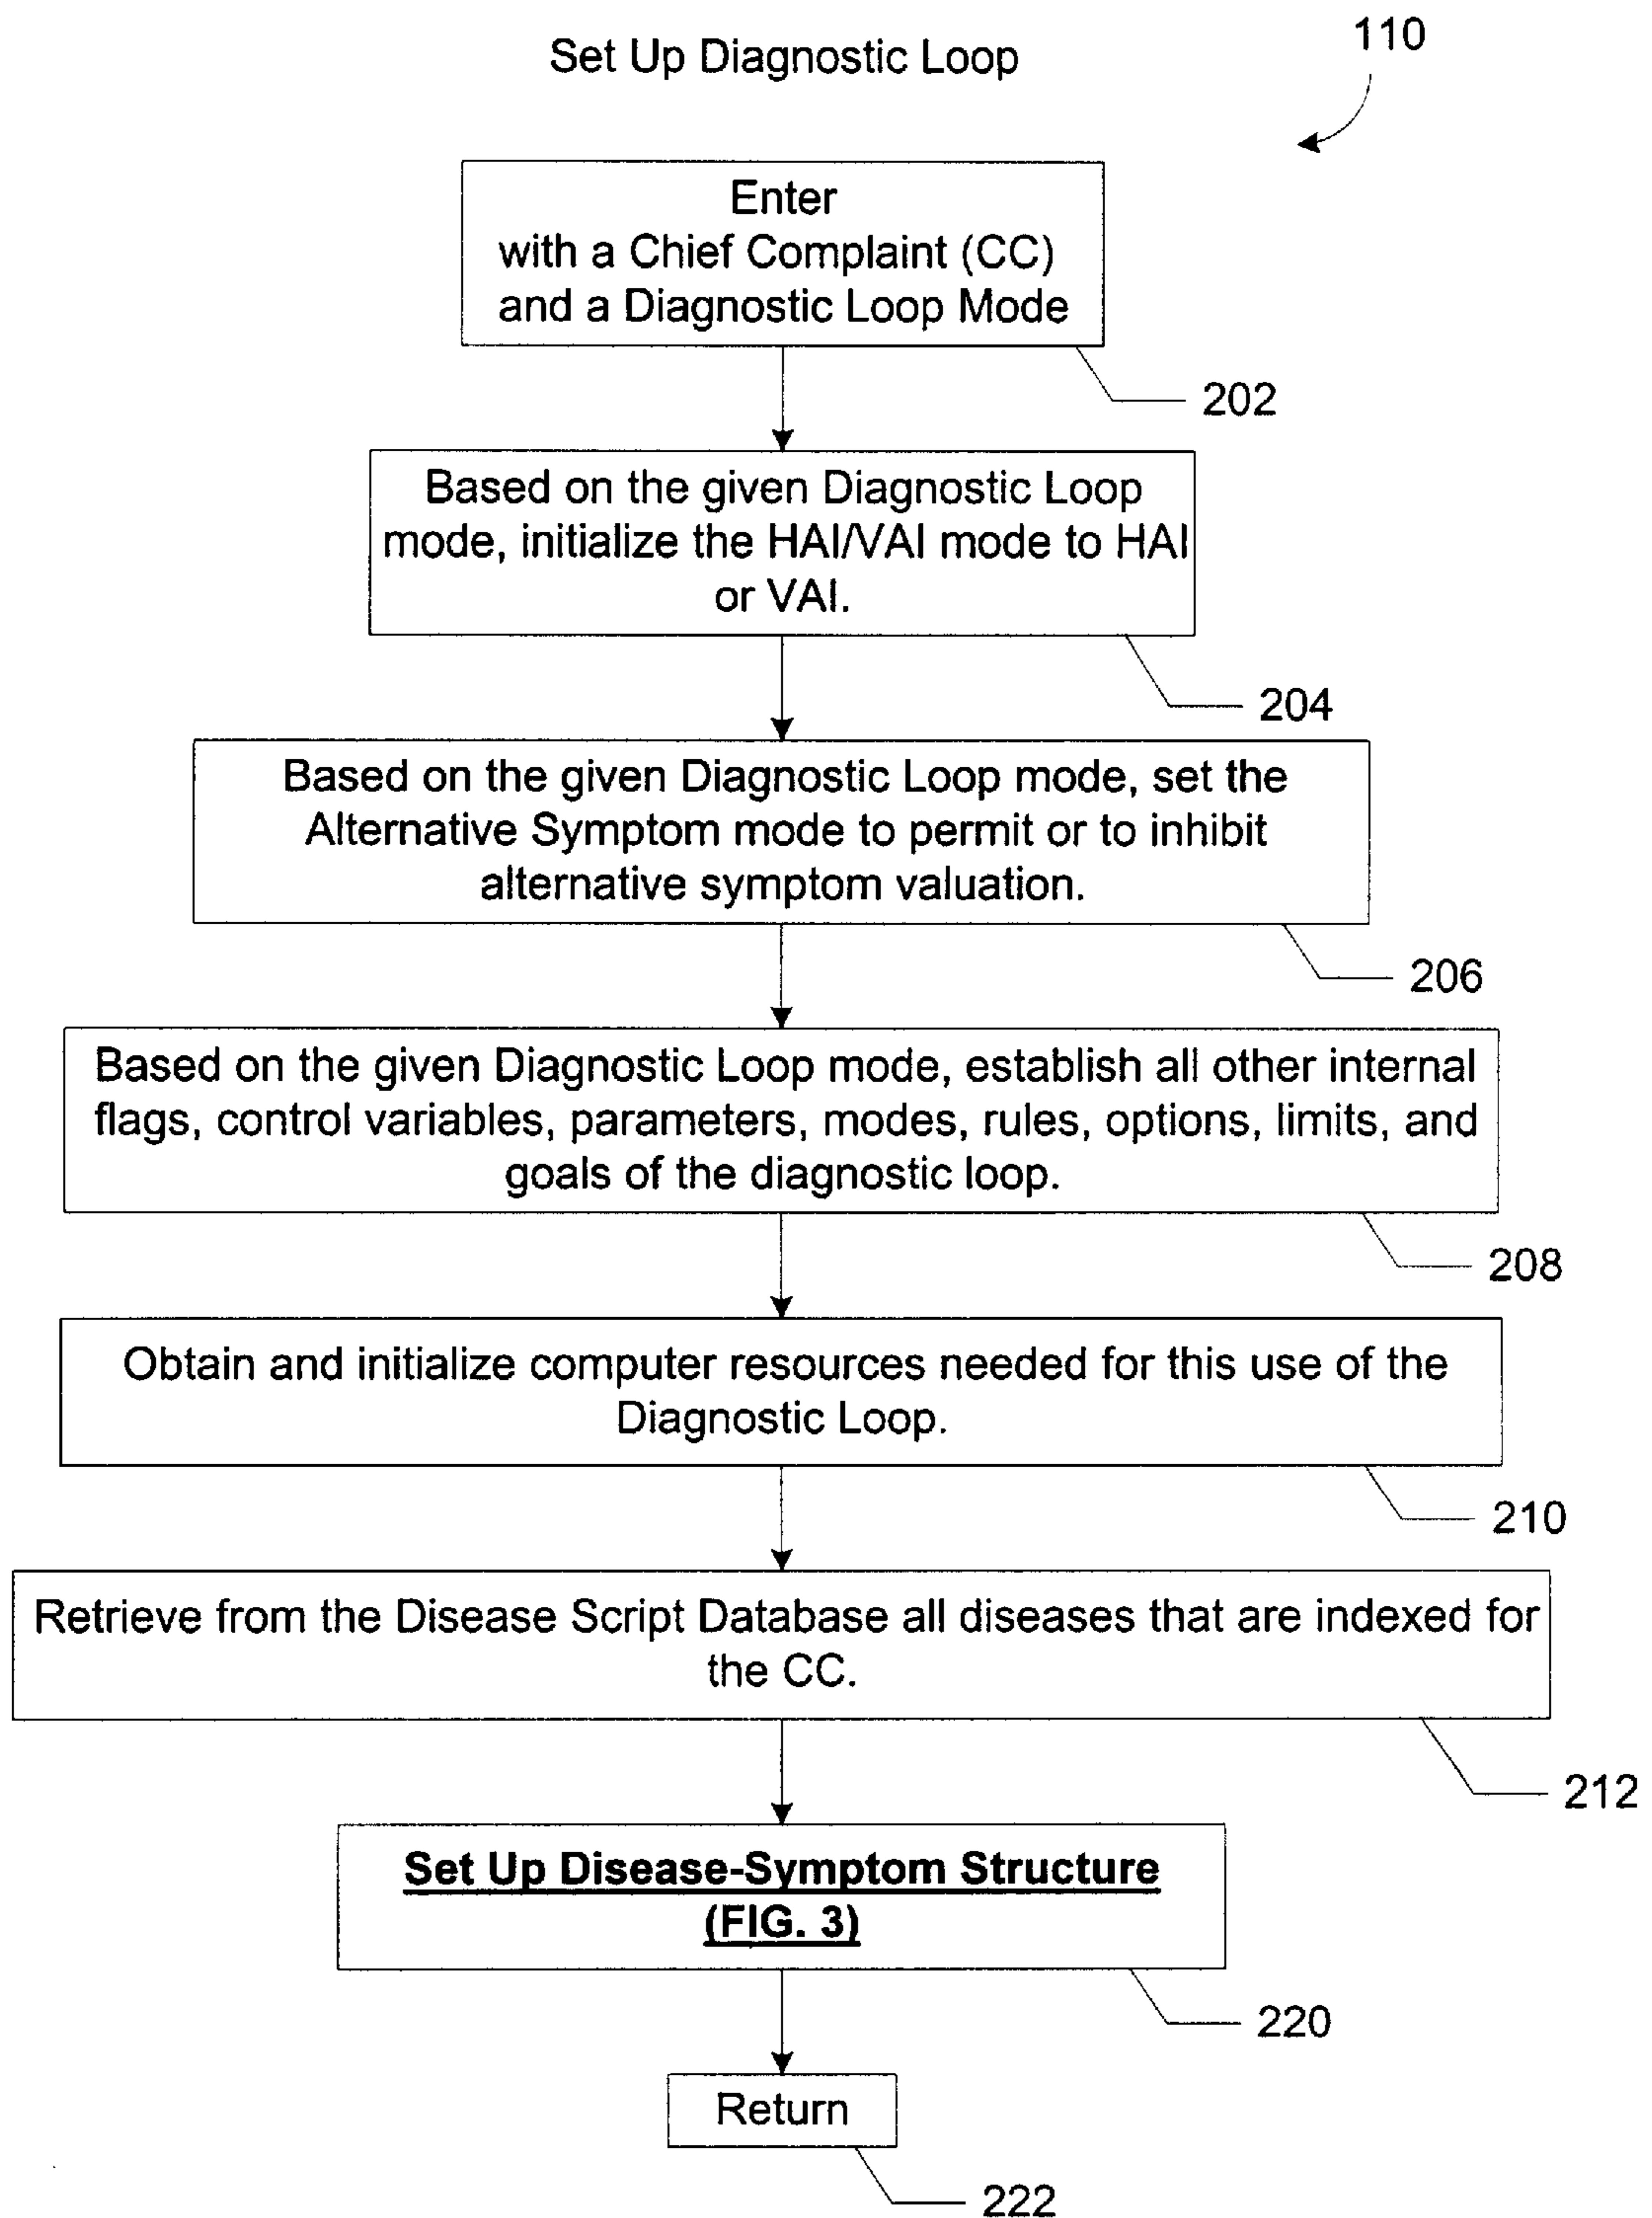 Set Up Diagnostic Loop
110
Enter
with a Chief Complaint (CC)
and a Diagnostic Loop Mode
202
Based on the given Diagnostic Loop
mode, initialize the HAI/VAI mode to HAI
or VAI.
204
Based on the given Diagnostic Loop mode, set the
Alternative Symptom mode to permit or to inhibit
alternative symptom valuation.
206
Based on the given Diagnostic Loop mode, establish all other internal
flags, control variables, parameters, modes, rules, options, limits, and
goals of the diagnostic loop.
208
Obtain and initialize computer resources needed for this use of the
Diagnostic Loop.
210
Retrieve from the Disease Script Database all diseases that are indexed for
the CC.
212
Set Up Disease-Symptom Structure
(FIG. 3)
220
Return
222